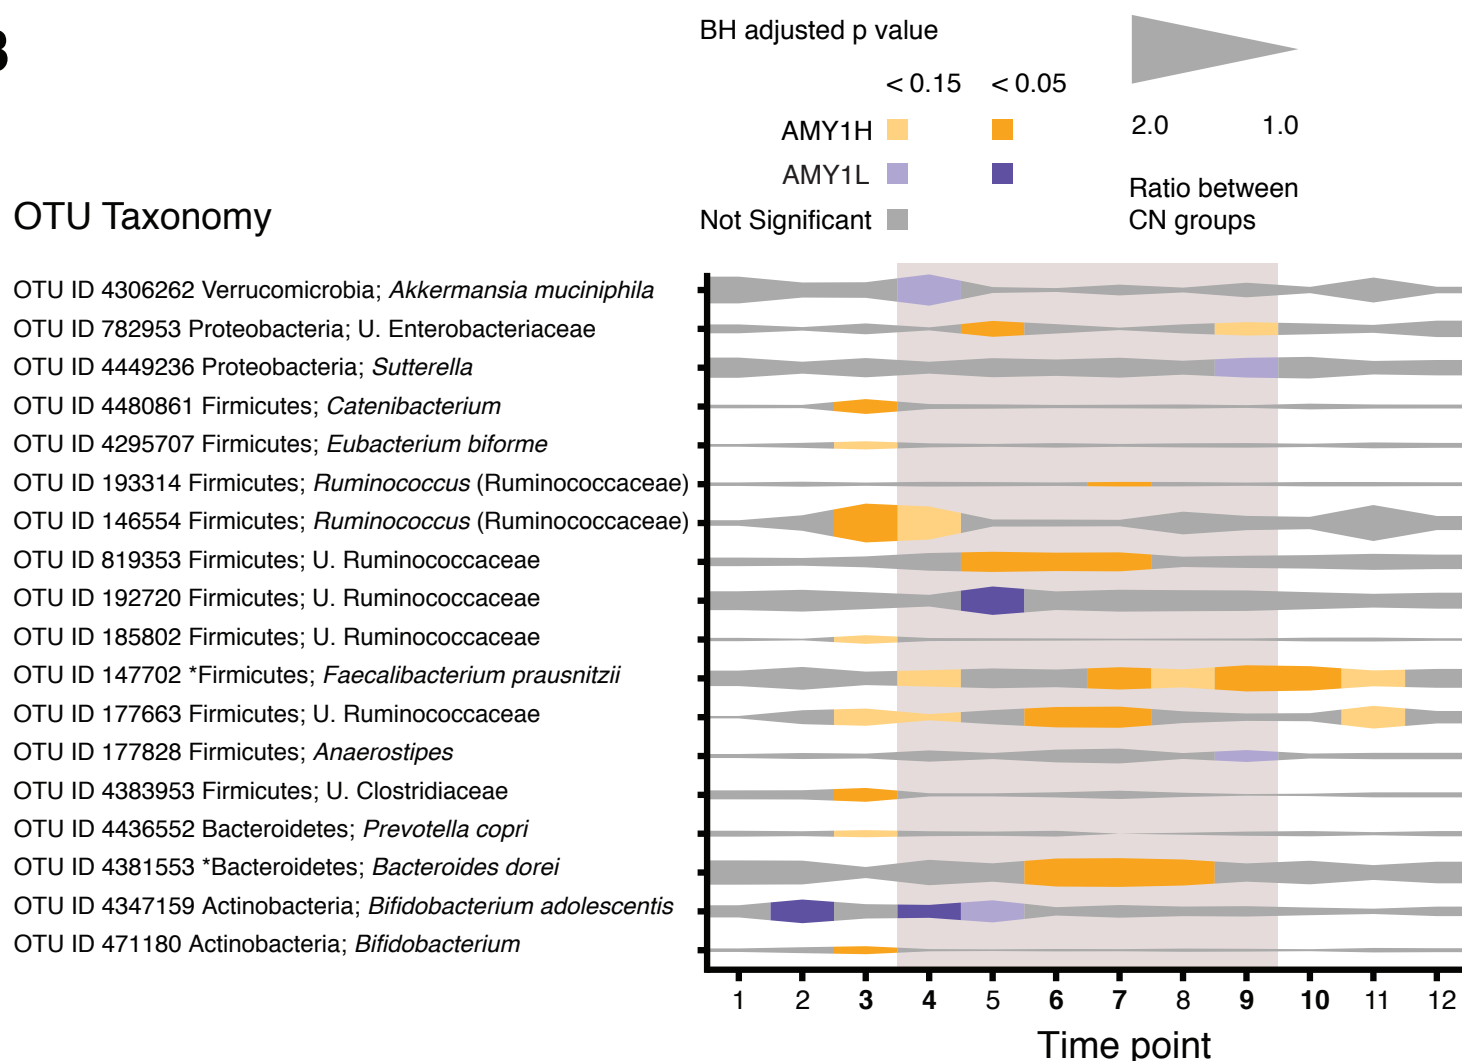 B
BH adjusted p value
< 0.15 < 0.05
AMY1H
AMY1L
Not Significant
2.0 1.0
Ratio between
CN groups
OTU Taxonomy
OTU ID 4306262 Verrucomicrobia; Akkermansia muciniphila
OTU ID 782953 Proteobacteria; U. Enterobacteriaceae
OTU ID 4449236 Proteobacteria; Sutterella
OTU ID 4480861 Firmicutes; Catenibacterium
OTU ID 4295707 Firmicutes; Eubacterium biforme
OTU ID 193314 Firmicutes; Ruminococcus (Ruminococcaceae)
OTU ID 146554 Firmicutes; Ruminococcus (Ruminococcaceae)
OTU ID 819353 Firmicutes; U. Ruminococcaceae
OTU ID 192720 Firmicutes; U. Ruminococcaceae
OTU ID 185802 Firmicutes; U. Ruminococcaceae
OTU ID 147702 *Firmicutes; Faecalibacterium prausnitzii
OTU ID 177663 Firmicutes; U. Ruminococcaceae
OTU ID 177828 Firmicutes; Anaerostipes
OTU ID 4383953 Firmicutes; U. Clostridiaceae
OTU ID 4436552 Bacteroidetes; Prevotella copri
OTU ID 4381553 *Bacteroidetes; Bacteroides dorei
OTU ID 4347159 Actinobacteria; Bifidobacterium adolescentis
OTU ID 471180 Actinobacteria; Bifidobacterium
1 2 3 4 5 6 7 8 9 10 11 12
Time point